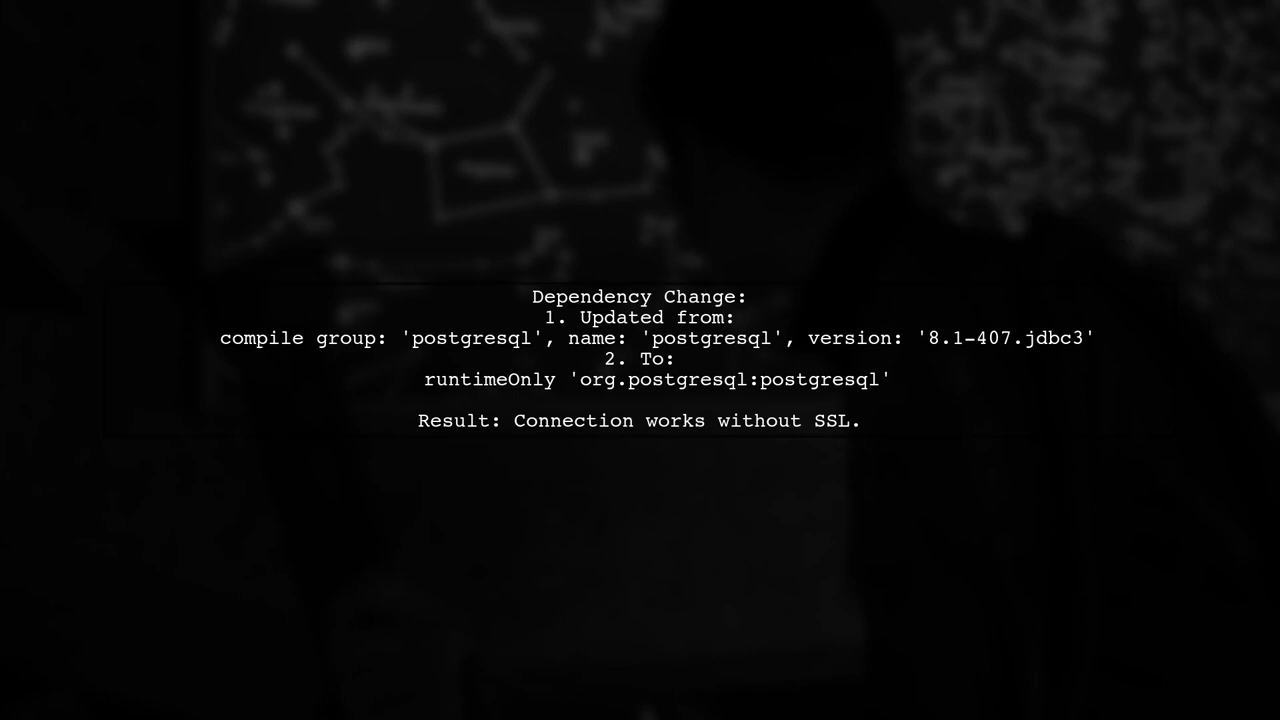 Dependency Change:
1. Updated from:
compile group: 'postgresql', name: 'postgresql', version: '8.1-407.jdbc3'
2. To:
runtimeOnly 'org.postgresql:postgresql'
Result: Connection works without SSL.